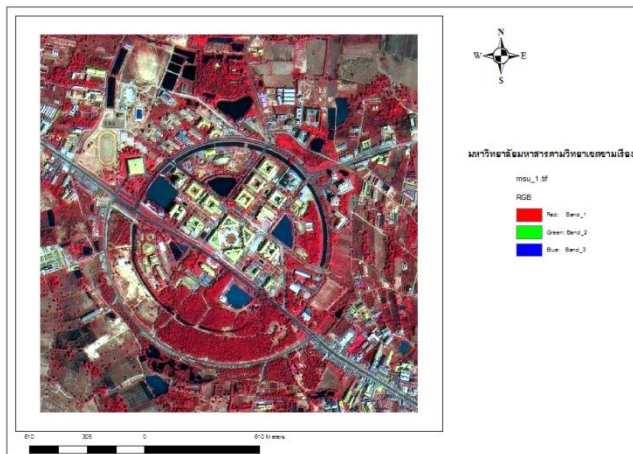 N
W E
S
มหาวิทยาลัยมหาสารคามวิทยาเขตขามเรียง
msu_1.tif
RGB
Red: Band_1
Green: Band_2
Blue: Band_3
610 305 0 610 Meters